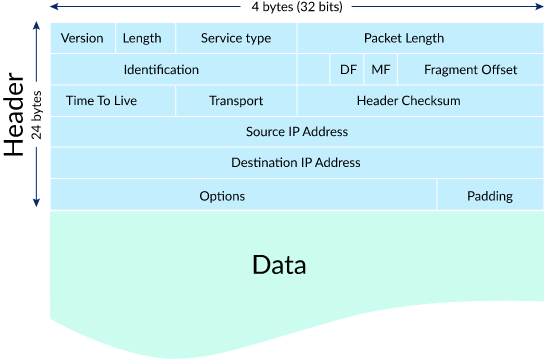 4 bytes (32 bits)
Version Length Service type Packet Length
Identification DF MF Fragment Offset
Time To Live Transport Header Checksum
Source IP Address
Destination IP Address
Options Padding
Header
24 bytes
Data